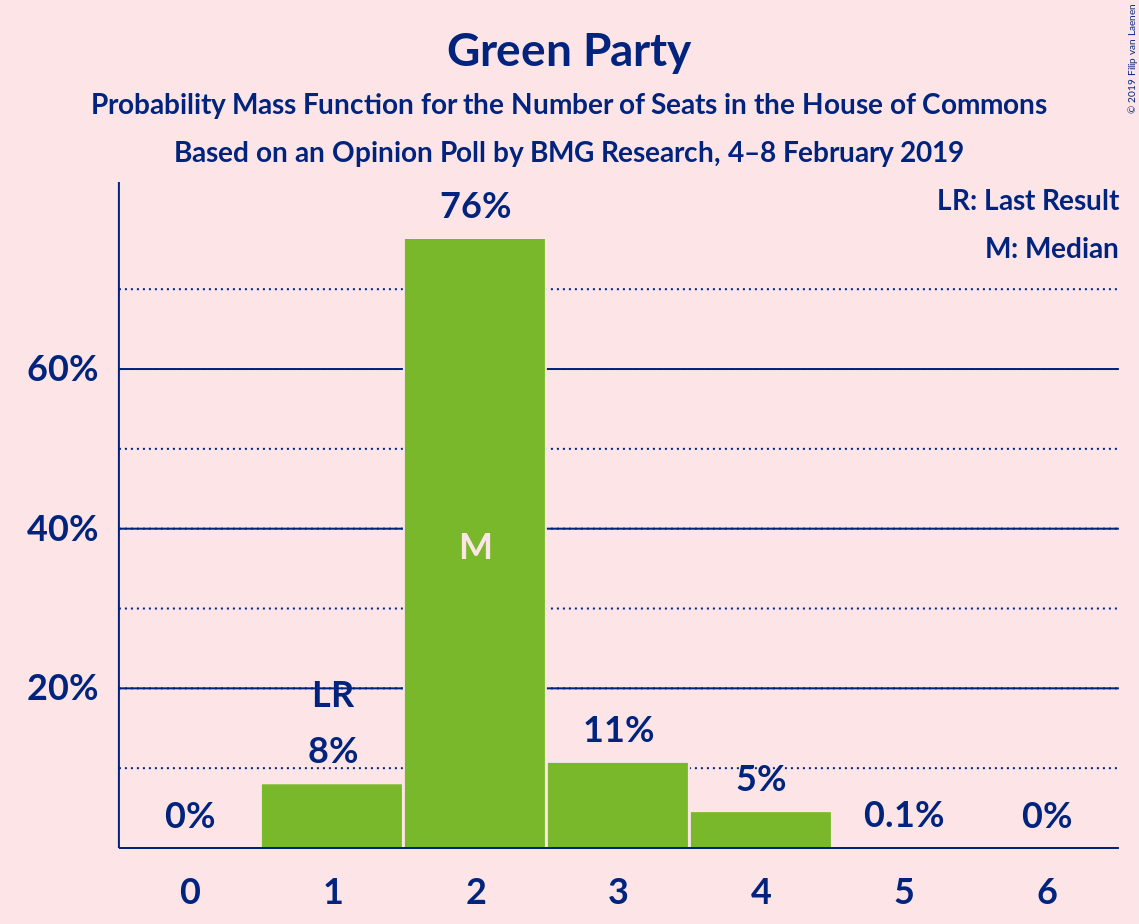 Green Party
Probability Mass Function for the Number of Seats in the House of Commons
Based on an Opinion Poll by BMG Research, 4–8 February 2019
© 2019 Filip van Laenen
LR: Last Result
M: Median
76%
60%
40%
M
20%
LR
8%
11%
5%
0%
0.1%
0%
0 1 2 3 4 5 6